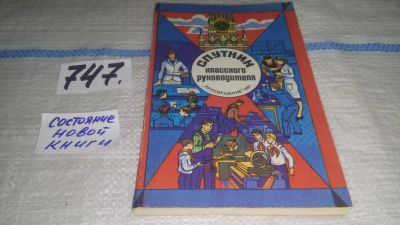 747.
СОСТОЯНИЕ
НОВОЙ
КНИГИ
СПУТНИК
КЛАССНОГО
РУКОВОДИТЕЛЯ